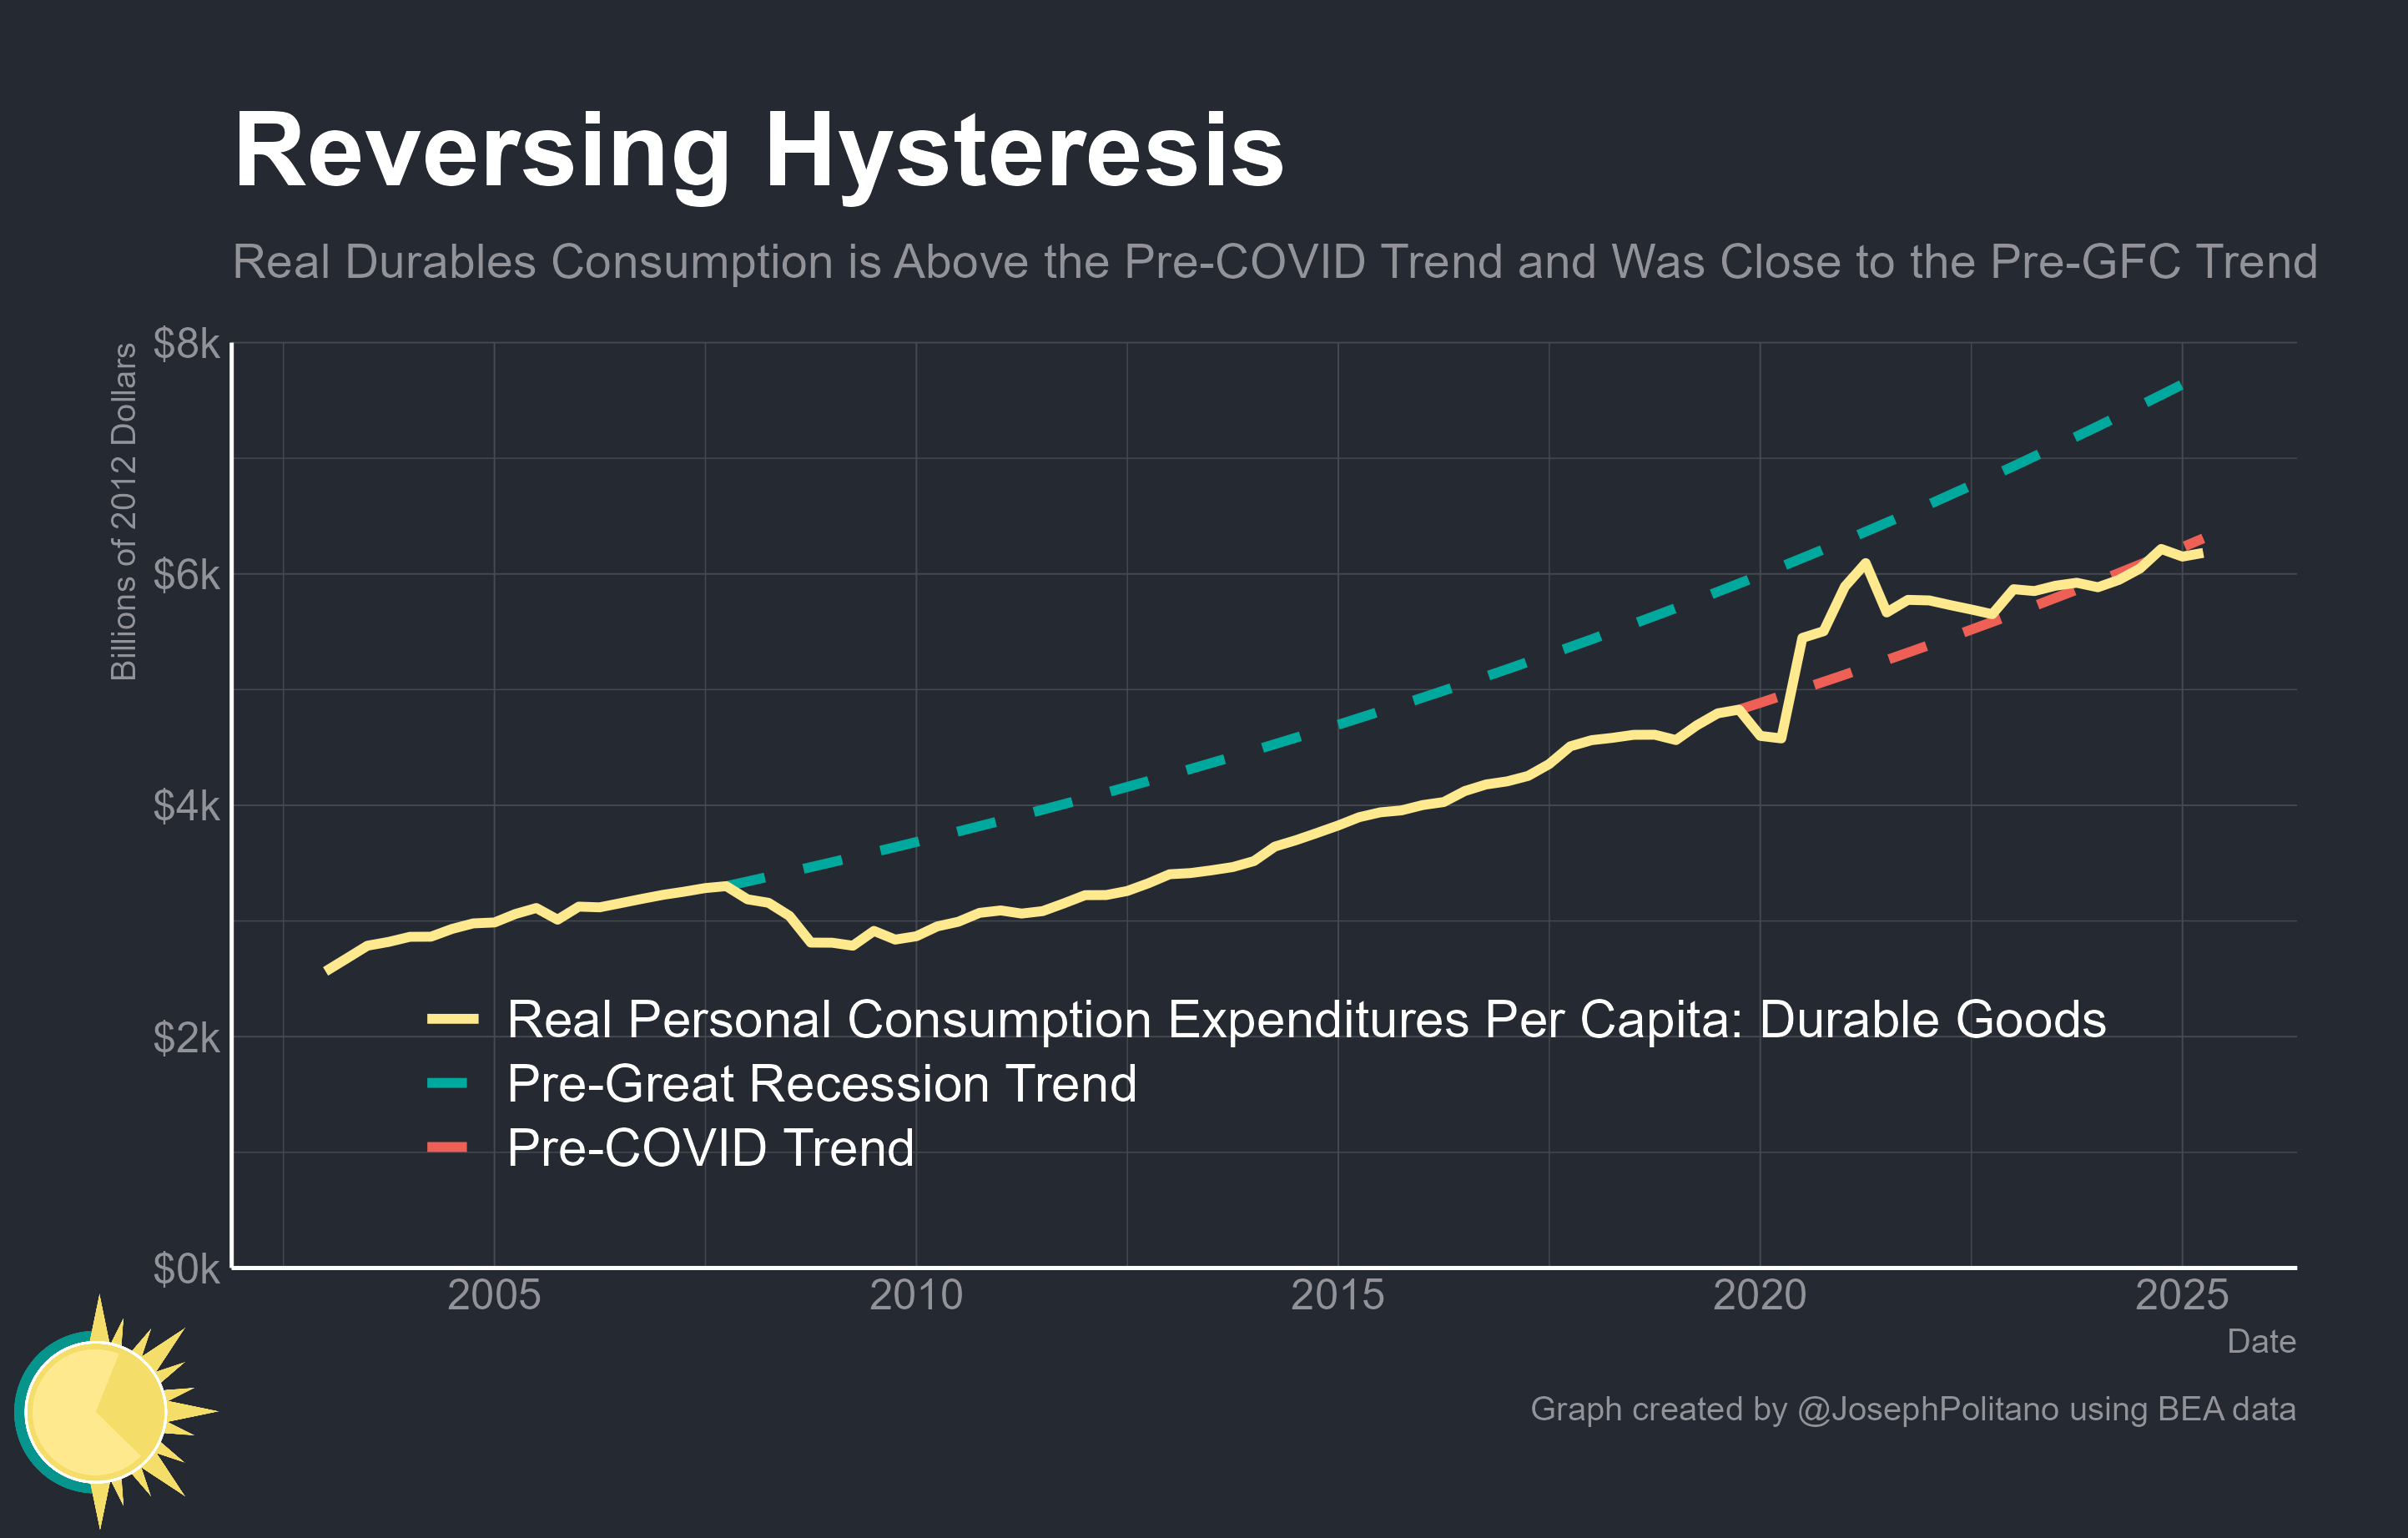 Reversing Hysteresis
Real Durables Consumption is Above the Pre-COVID Trend and Was Close to the Pre-GFC Trend
Billions of 2012 Dollars
$8k
$6k
$4k
$2k
$0k
Real Personal Consumption Expenditures Per Capita: Durable Goods
Pre-Great Recession Trend
Pre-COVID Trend
2005 2010 2015 2020 2025
Date
Graph created by @JosephPolitano using BEA data